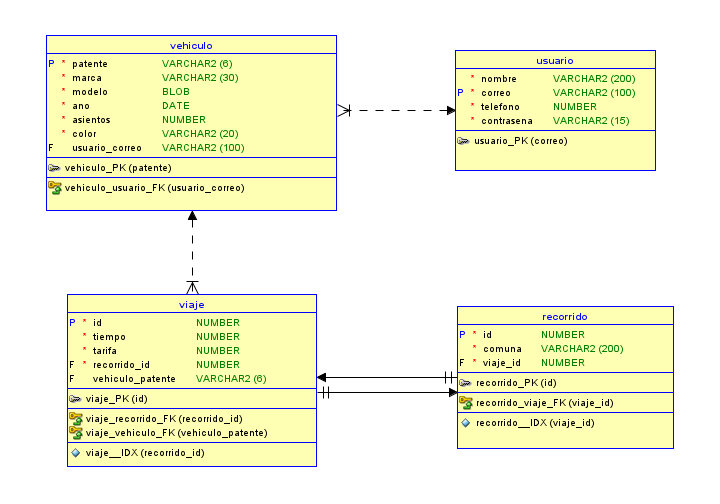 vehiculo
P * patente VARCHAR2 (6)
* marca VARCHAR2 (30)
* modelo BLOB
* ano DATE
* asientos NUMBER
* color VARCHAR2 (20)
F usuario_correo VARCHAR2 (100)
vehiculo_PK (patente)
vehiculo_usuario_FK (usuario_correo)
usuario
* nombre VARCHAR2 (200)
P * correo VARCHAR2 (100)
* telefono NUMBER
* contrasena VARCHAR2 (15)
usuario_PK (correo)
viaje
P * id NUMBER
* tiempo NUMBER
* tarifa NUMBER
F * recorrido_id NUMBER
F vehiculo_patente VARCHAR2 (6)
viaje_PK (id)
viaje_recorrido_FK (recorrido_id)
viaje_vehiculo_FK (vehiculo_patente)
viaje__IDX (recorrido_id)
recorrido
P * id NUMBER
* comuna VARCHAR2 (200)
F * viaje_id NUMBER
recorrido_PK (id)
recorrido_viaje_FK (viaje_id)
recorrido__IDX (viaje_id)